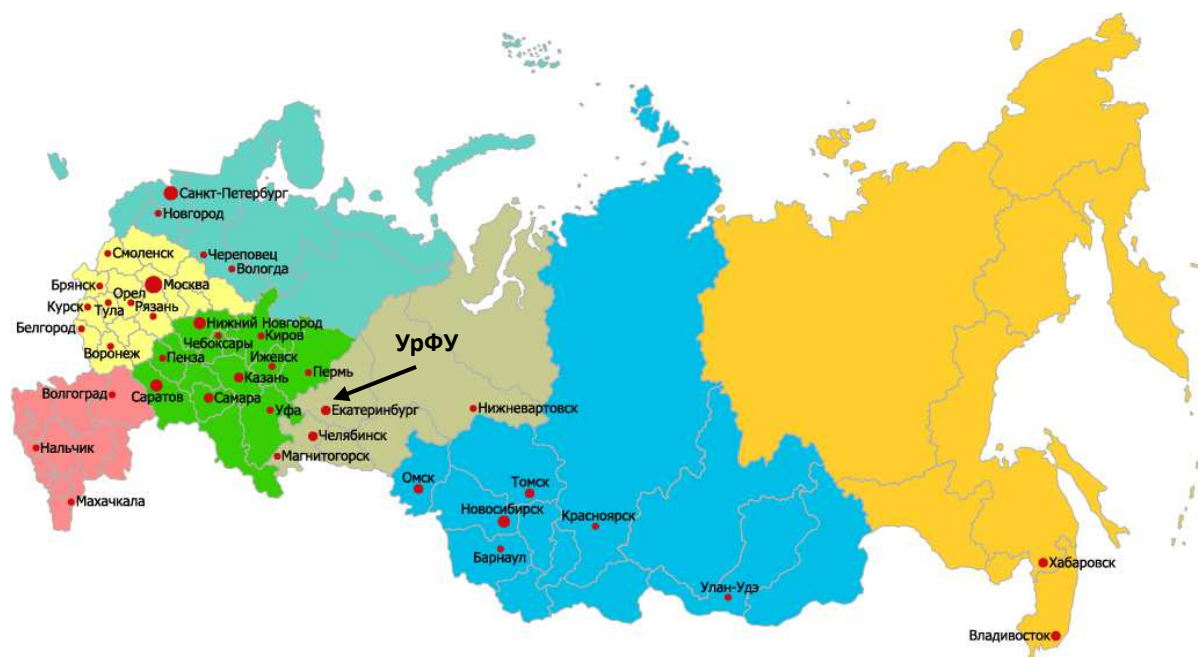 Санкт-Петербург
Новгород
Смоленск
Череповец
Вологда
Брянск
Москва
Орел
Курск
Тула
Рязань
Белгород
Нижний Новгород
Чебоксары
Киров
УрФУ
Воронеж
Пенза
Ижевск
Пермь
Казань
Волгоград
Саратов
Самара
Уфа
Екатеринбург
Нижневартовск
Челябинск
Нальчик
Магнитогорск
Омск
Томск
Махачкала
Новосибирск
Красноярск
Барнаул
Хабаровск
Улан-Удэ
Владивосток